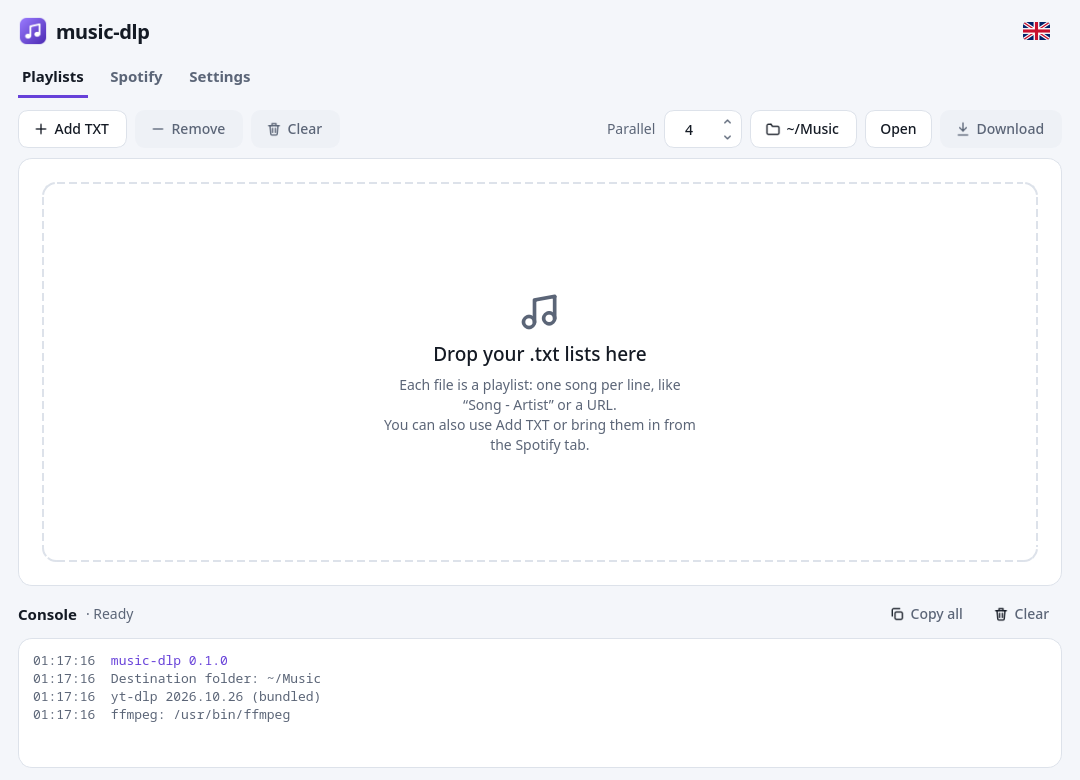 music-dlp
Playlists Spotify Settings
Add TXT Remove Clear Parallel 4 ~/Music Open Download
Drop your .txt lists here
Each file is a playlist: one song per line, like
“Song - Artist” or a URL.
You can also use Add TXT or bring them in from
the Spotify tab.
Console · Ready Copy all Clear
01:17:16 music-dlp 0.1.0
01:17:16 Destination folder: ~/Music
01:17:16 yt-dlp 2026.10.26 (bundled)
01:17:16 ffmpeg: /usr/bin/ffmpeg